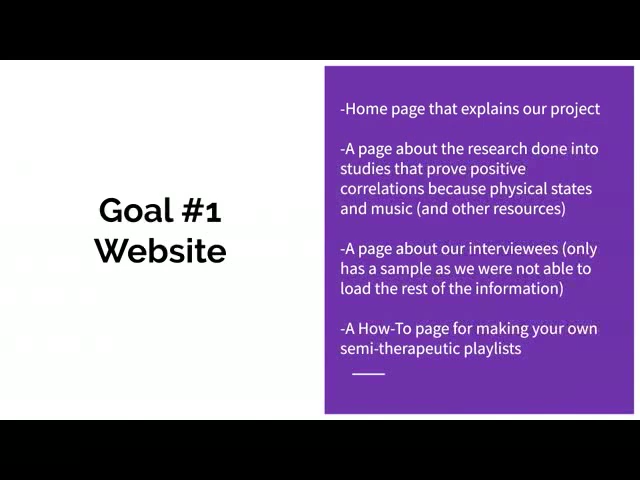 Goal #1
Website
-Home page that explains our project
-A page about the research done into
studies that prove positive
correlations because physical states
and music (and other resources)
-A page about our interviewees (only
has a sample as we were not able to
load the rest of the information)
-A How-To page for making your own
semi-therapeutic playlists